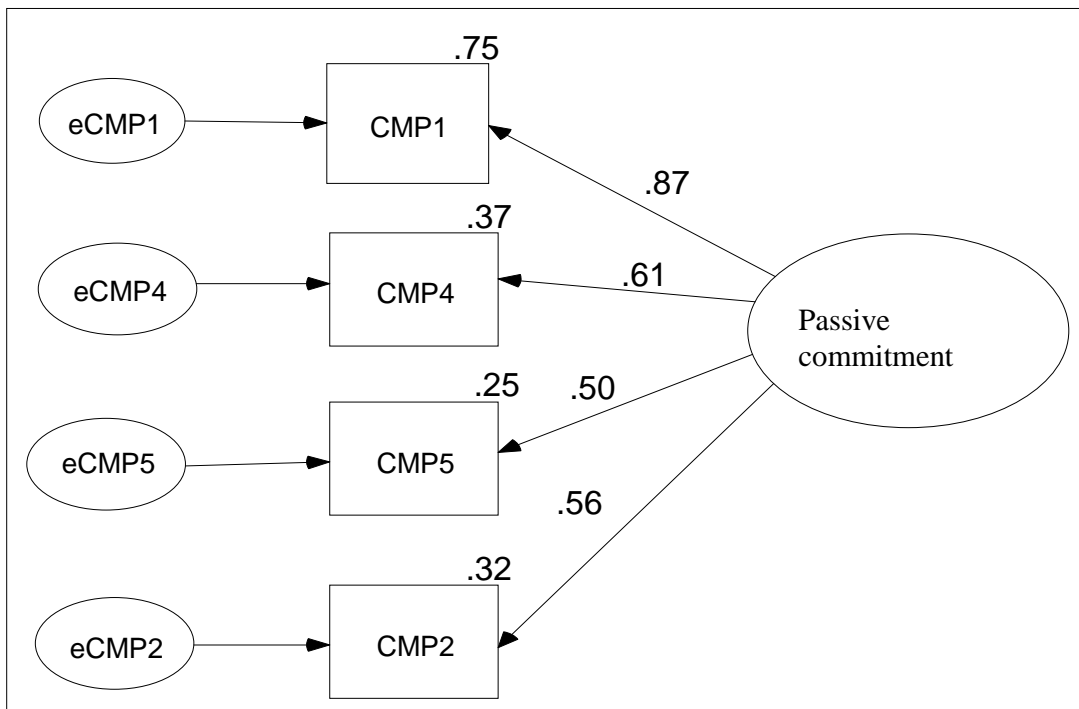 .75
eCMP1
CMP1
.87
.37
eCMP4
CMP4
.61
Passive
commitment
.25
eCMP5
CMP5
.50
.56
.32
eCMP2
CMP2